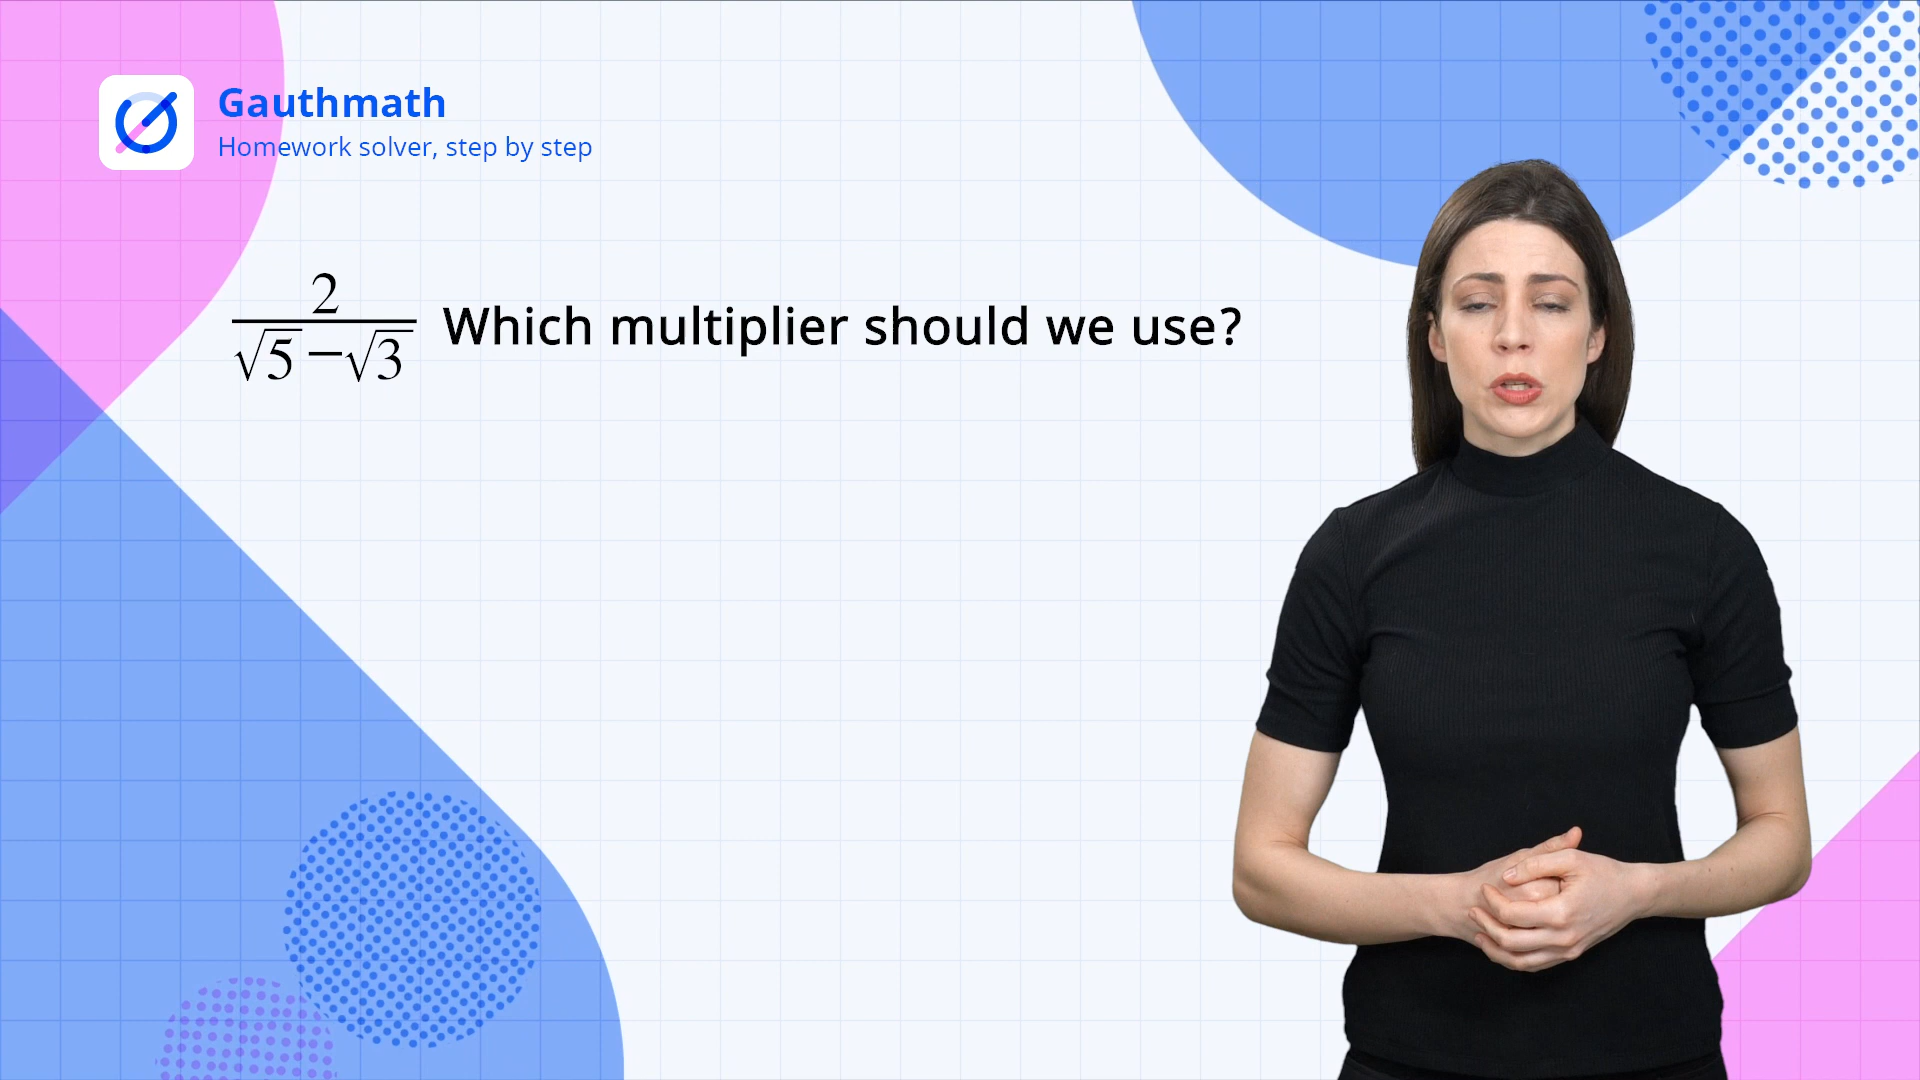 Gauthmath
Homework solver, step by step
2
√5 −√3 Which multiplier should we use?